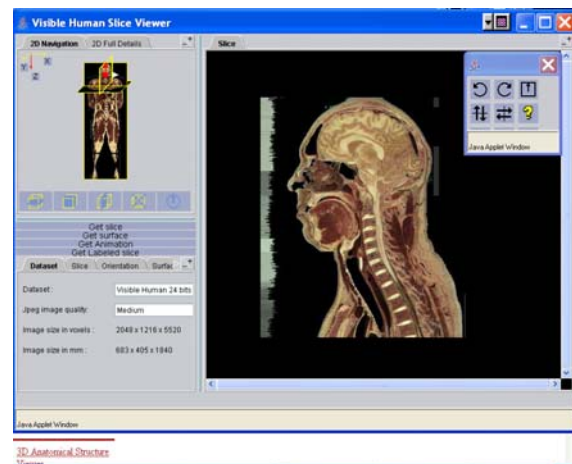 Visible Human Slice Viewer
2D Navigation 2D Full Details
Slice
Y X
Z
Get slice
Get surface
Get Animation
Get Labeled slice
Dataset Slice Orientation Surfac
Dataset: Visible Human 24 bits
Jpeg image quality: Medium
Image size in voxels : 2048 x 1216 x 5520
Image size in mm : 683 x 405 x 1840
Java Applet Window
Java Applet Window
3D Anatomical Structure
Viewer